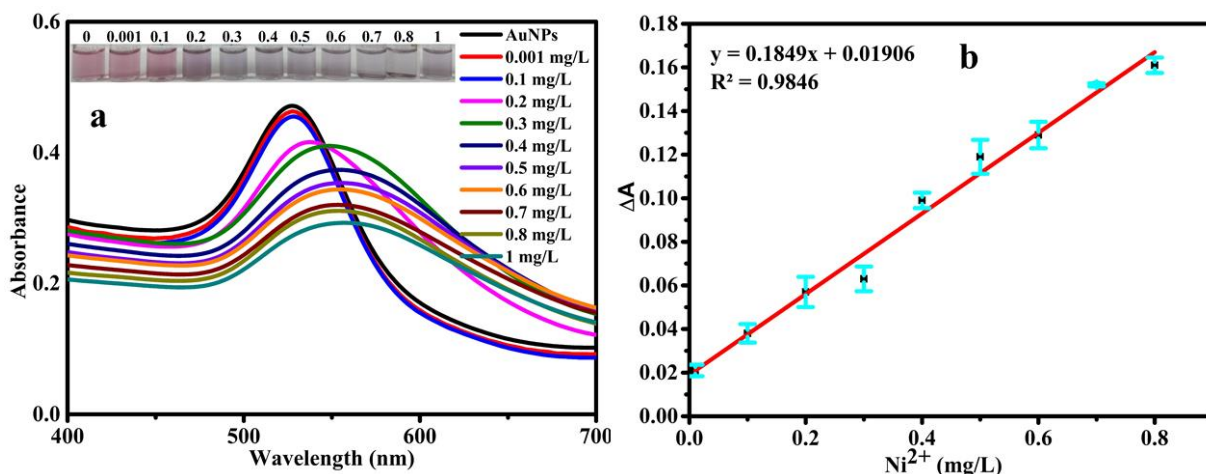 0.6
0.4
0.2
0.0
Absorbance
0 0.001 0.1 0.2 0.3 0.4 0.5 0.6 0.7 0.8 1
a
AuNPs
0.001 mg/L
0.1 mg/L
0.2 mg/L
0.3 mg/L
0.4 mg/L
0.5 mg/L
0.6 mg/L
0.7 mg/L
0.8 mg/L
1 mg/L
400 500 600 700
Wavelength (nm)
0.18
0.16
0.14
0.12
0.10
0.08
0.06
0.04
0.02
0.00
ΔA
y = 0.1849x + 0.01906
R² = 0.9846
b
0.0 0.2 0.4 0.6 0.8
Ni²⁺ (mg/L)